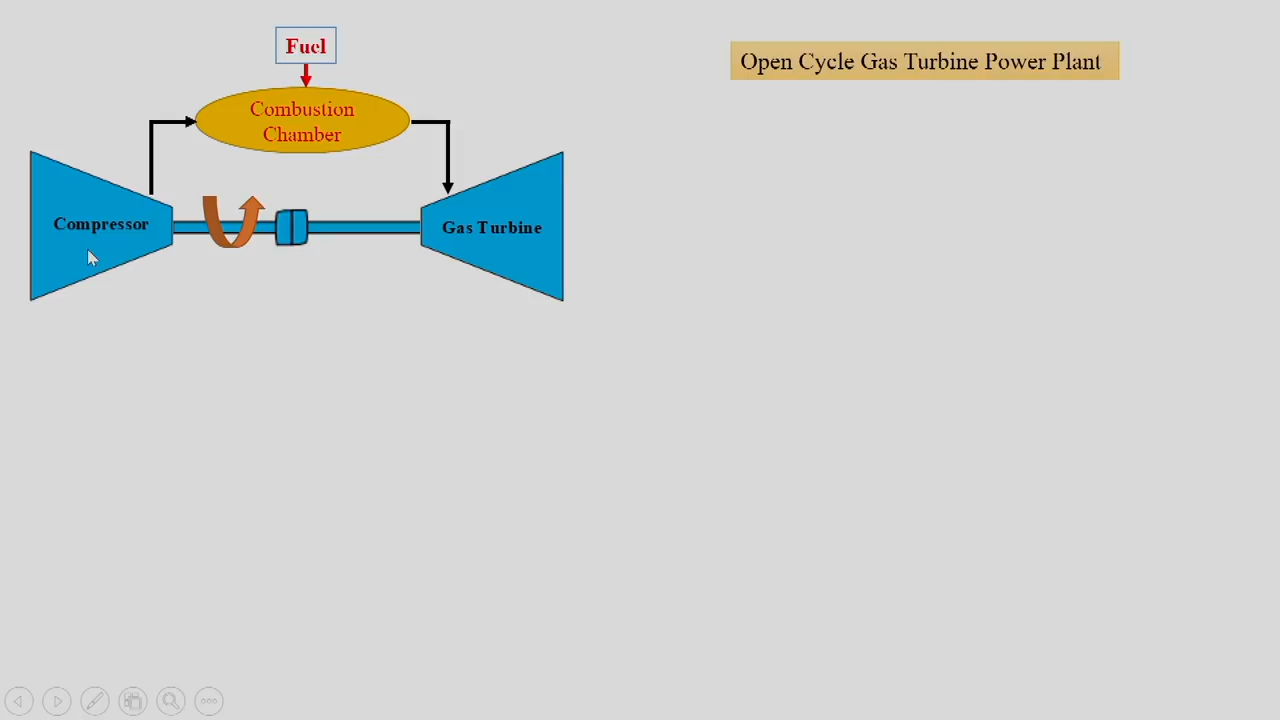 Fuel
Open Cycle Gas Turbine Power Plant
Combustion
Chamber
Compressor
Gas Turbine